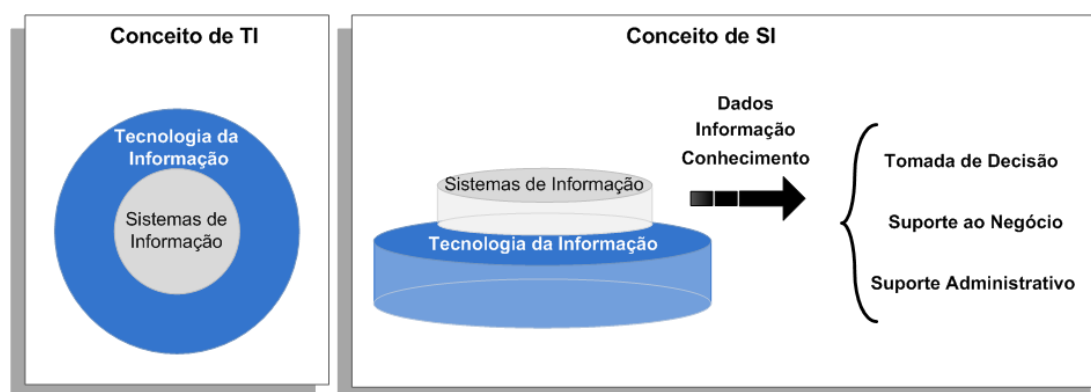 Conceito de TI
Tecnologia da
Informação
Sistemas de
Informação
Conceito de SI
Sistemas de Informação
Tecnologia da Informação
Dados
Informação
Conhecimento
Tomada de Decisão
Suporte ao Negócio
Suporte Administrativo